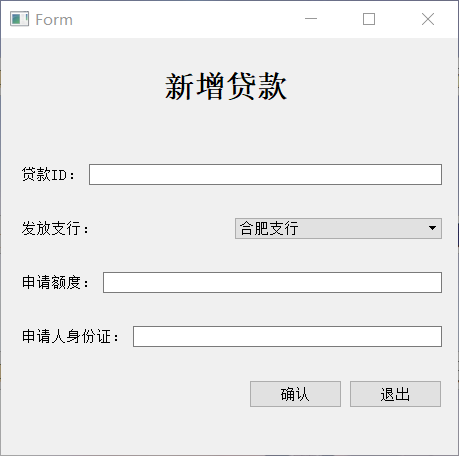 Form
新增贷款
贷款ID：
发放支行： 合肥支行
申请额度：
申请人身份证：
确认 退出